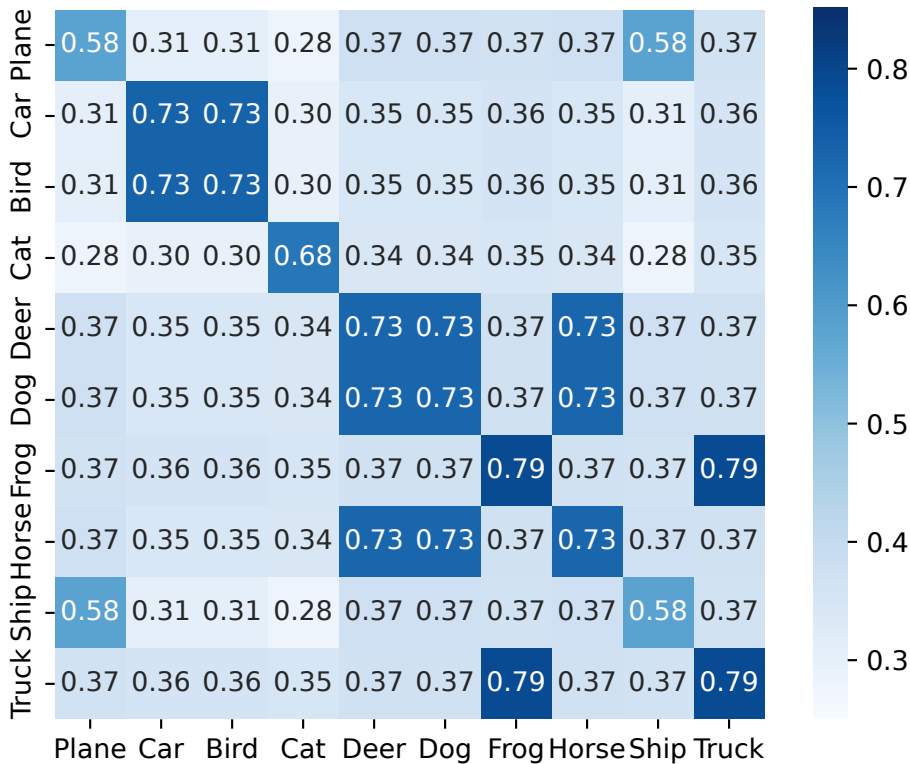 Plane 0.58 0.31 0.31 0.28 0.37 0.37 0.37 0.37 0.58 0.37
Car 0.31 0.73 0.73 0.30 0.35 0.35 0.36 0.35 0.31 0.36
Bird 0.31 0.73 0.73 0.30 0.35 0.35 0.36 0.35 0.31 0.36
Cat 0.28 0.30 0.30 0.68 0.34 0.34 0.35 0.34 0.28 0.35
Deer 0.37 0.35 0.35 0.34 0.73 0.73 0.37 0.73 0.37 0.37
Dog 0.37 0.35 0.35 0.34 0.73 0.73 0.37 0.73 0.37 0.37
Frog 0.37 0.36 0.36 0.35 0.37 0.37 0.79 0.37 0.37 0.79
Horse 0.37 0.35 0.35 0.34 0.73 0.73 0.37 0.73 0.37 0.37
Ship 0.58 0.31 0.31 0.28 0.37 0.37 0.37 0.37 0.58 0.37
Truck 0.37 0.36 0.36 0.35 0.37 0.37 0.79 0.37 0.37 0.79
Plane Car Bird Cat Deer Dog Frog Horse Ship Truck
0.8
0.7
0.6
0.5
0.4
0.3